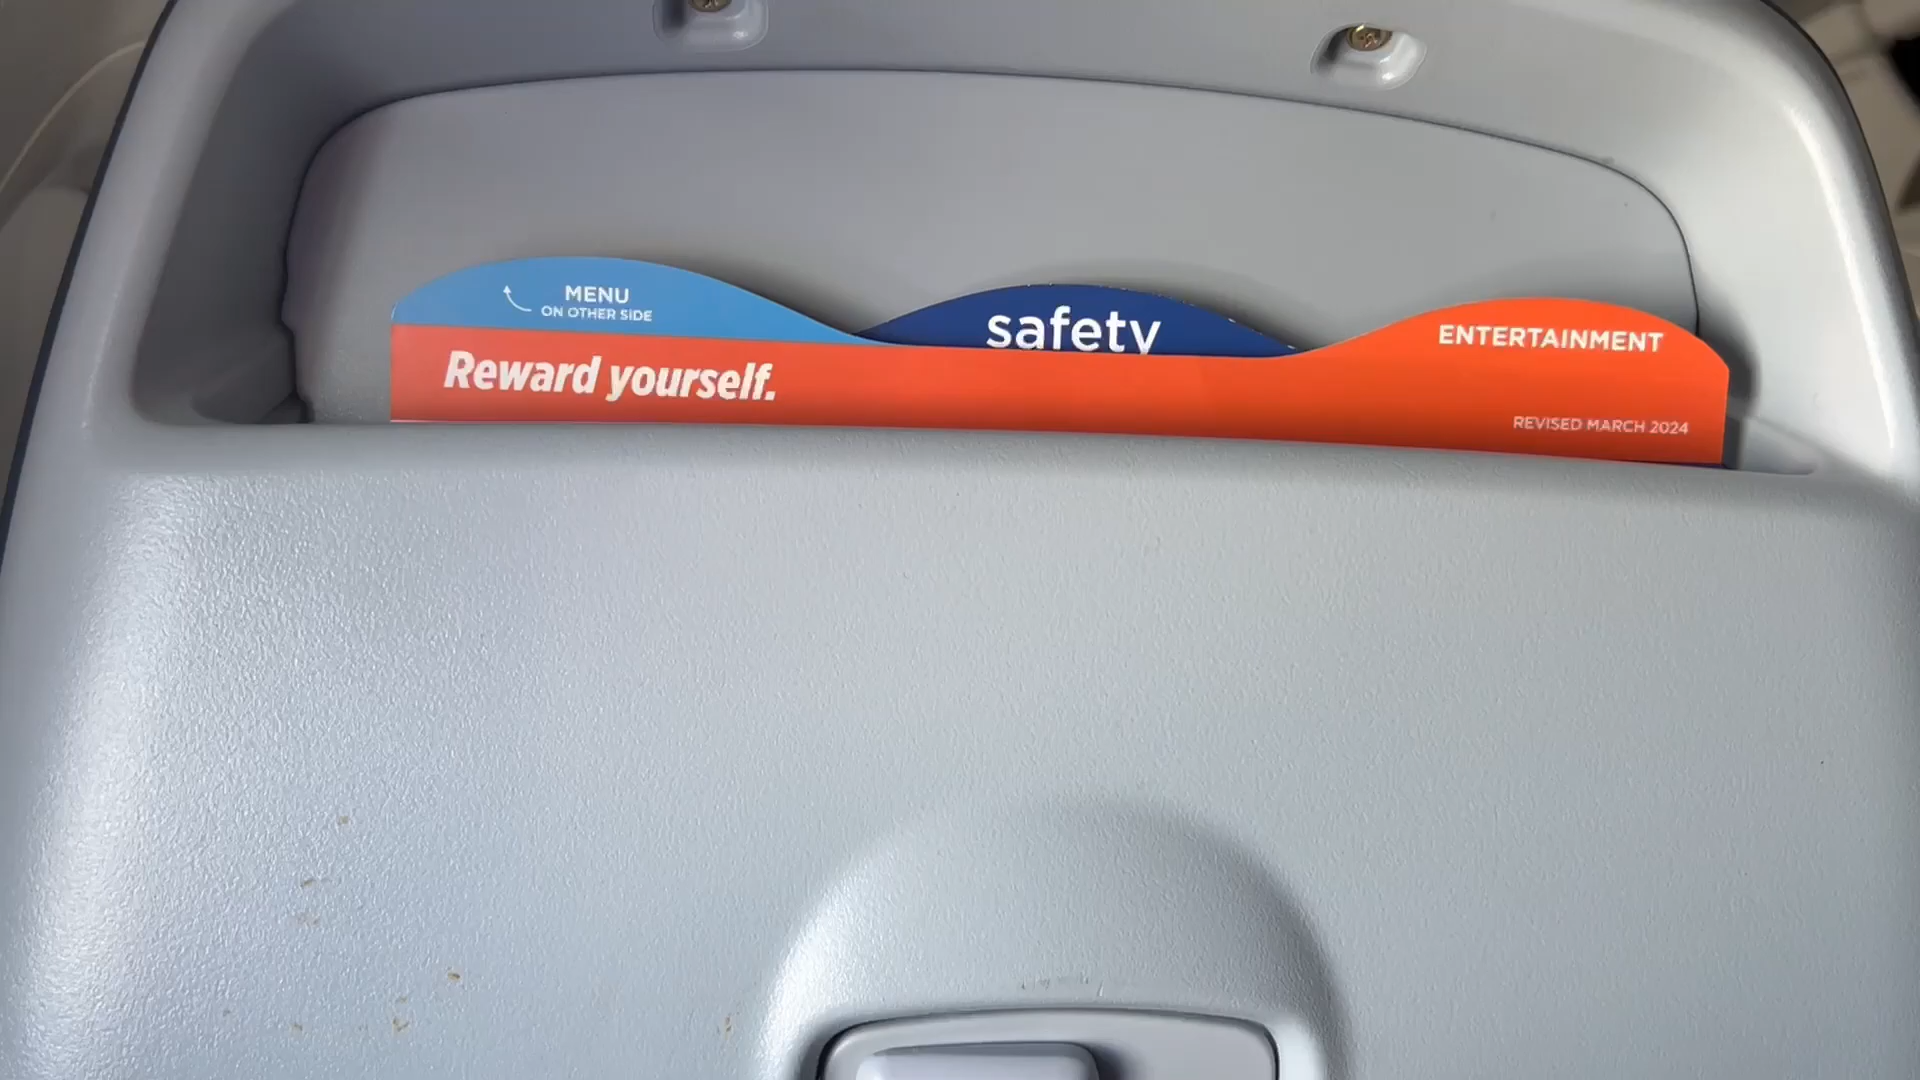 MENU
ON OTHER SIDE
safety
ENTERTAINMENT
Reward yourself.
REVISED MARCH 2024